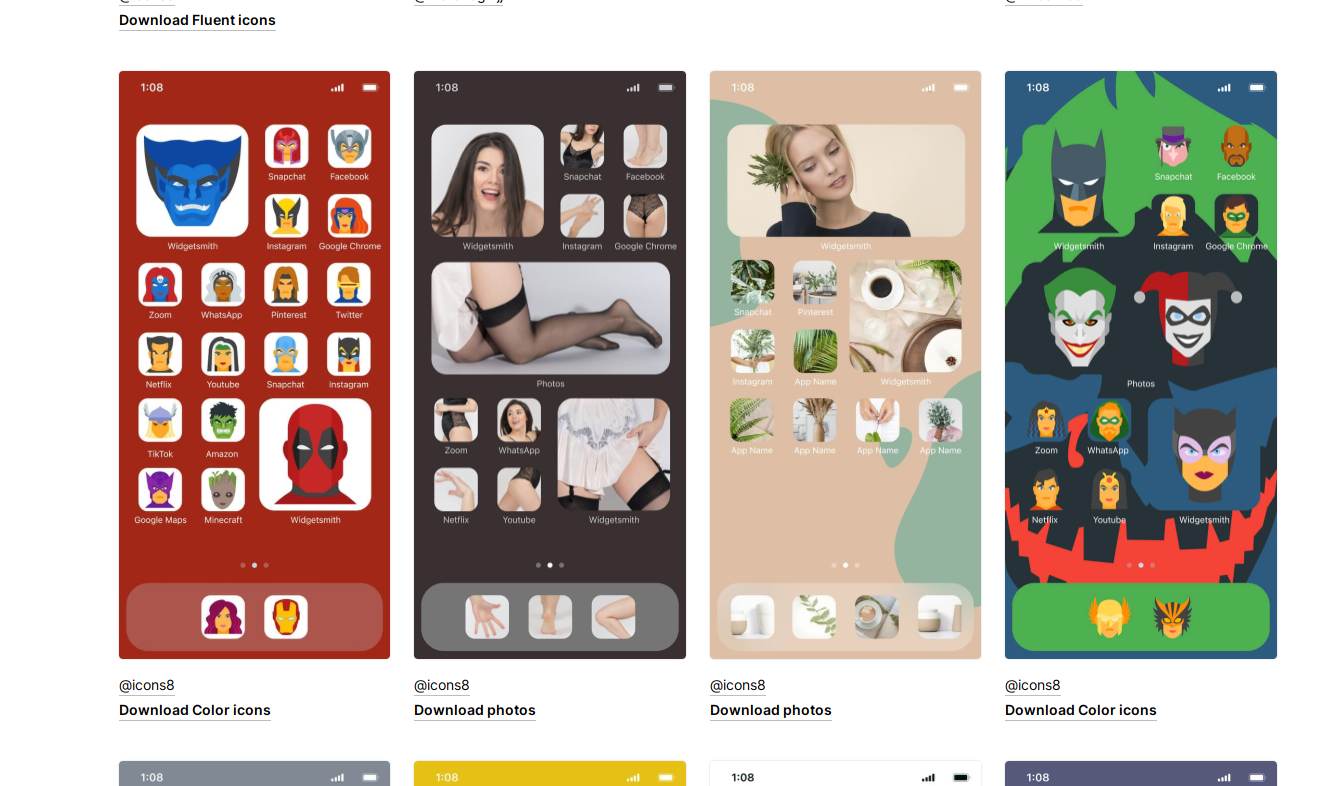 Download Fluent icons
1:08
Snapchat
Facebook
Widgetsmith
Instagram
Google Chrome
Zoom
WhatsApp
Pinterest
Twitter
Netflix
Youtube
Snapchat
Instagram
TikTok
Amazon
Google Maps
Minecraft
Widgetsmith
@icons8
Download Color icons
1:08
Snapchat
Facebook
Widgetsmith
Instagram
Google Chrome
Photos
Zoom
WhatsApp
Netflix
Youtube
Widgetsmith
@icons8
Download photos
1:08
Widgetsmith
Snapchat
Pinterest
Instagram
App Name
Widgetsmith
App Name
App Name
App Name
App Name
@icons8
Download photos
1:08
Snapchat
Facebook
Widgetsmith
Instagram
Google Chrome
Photos
Zoom
WhatsApp
Netflix
Youtube
Widgetsmith
@icons8
Download Color icons
1:08
1:08
1:08
1:08